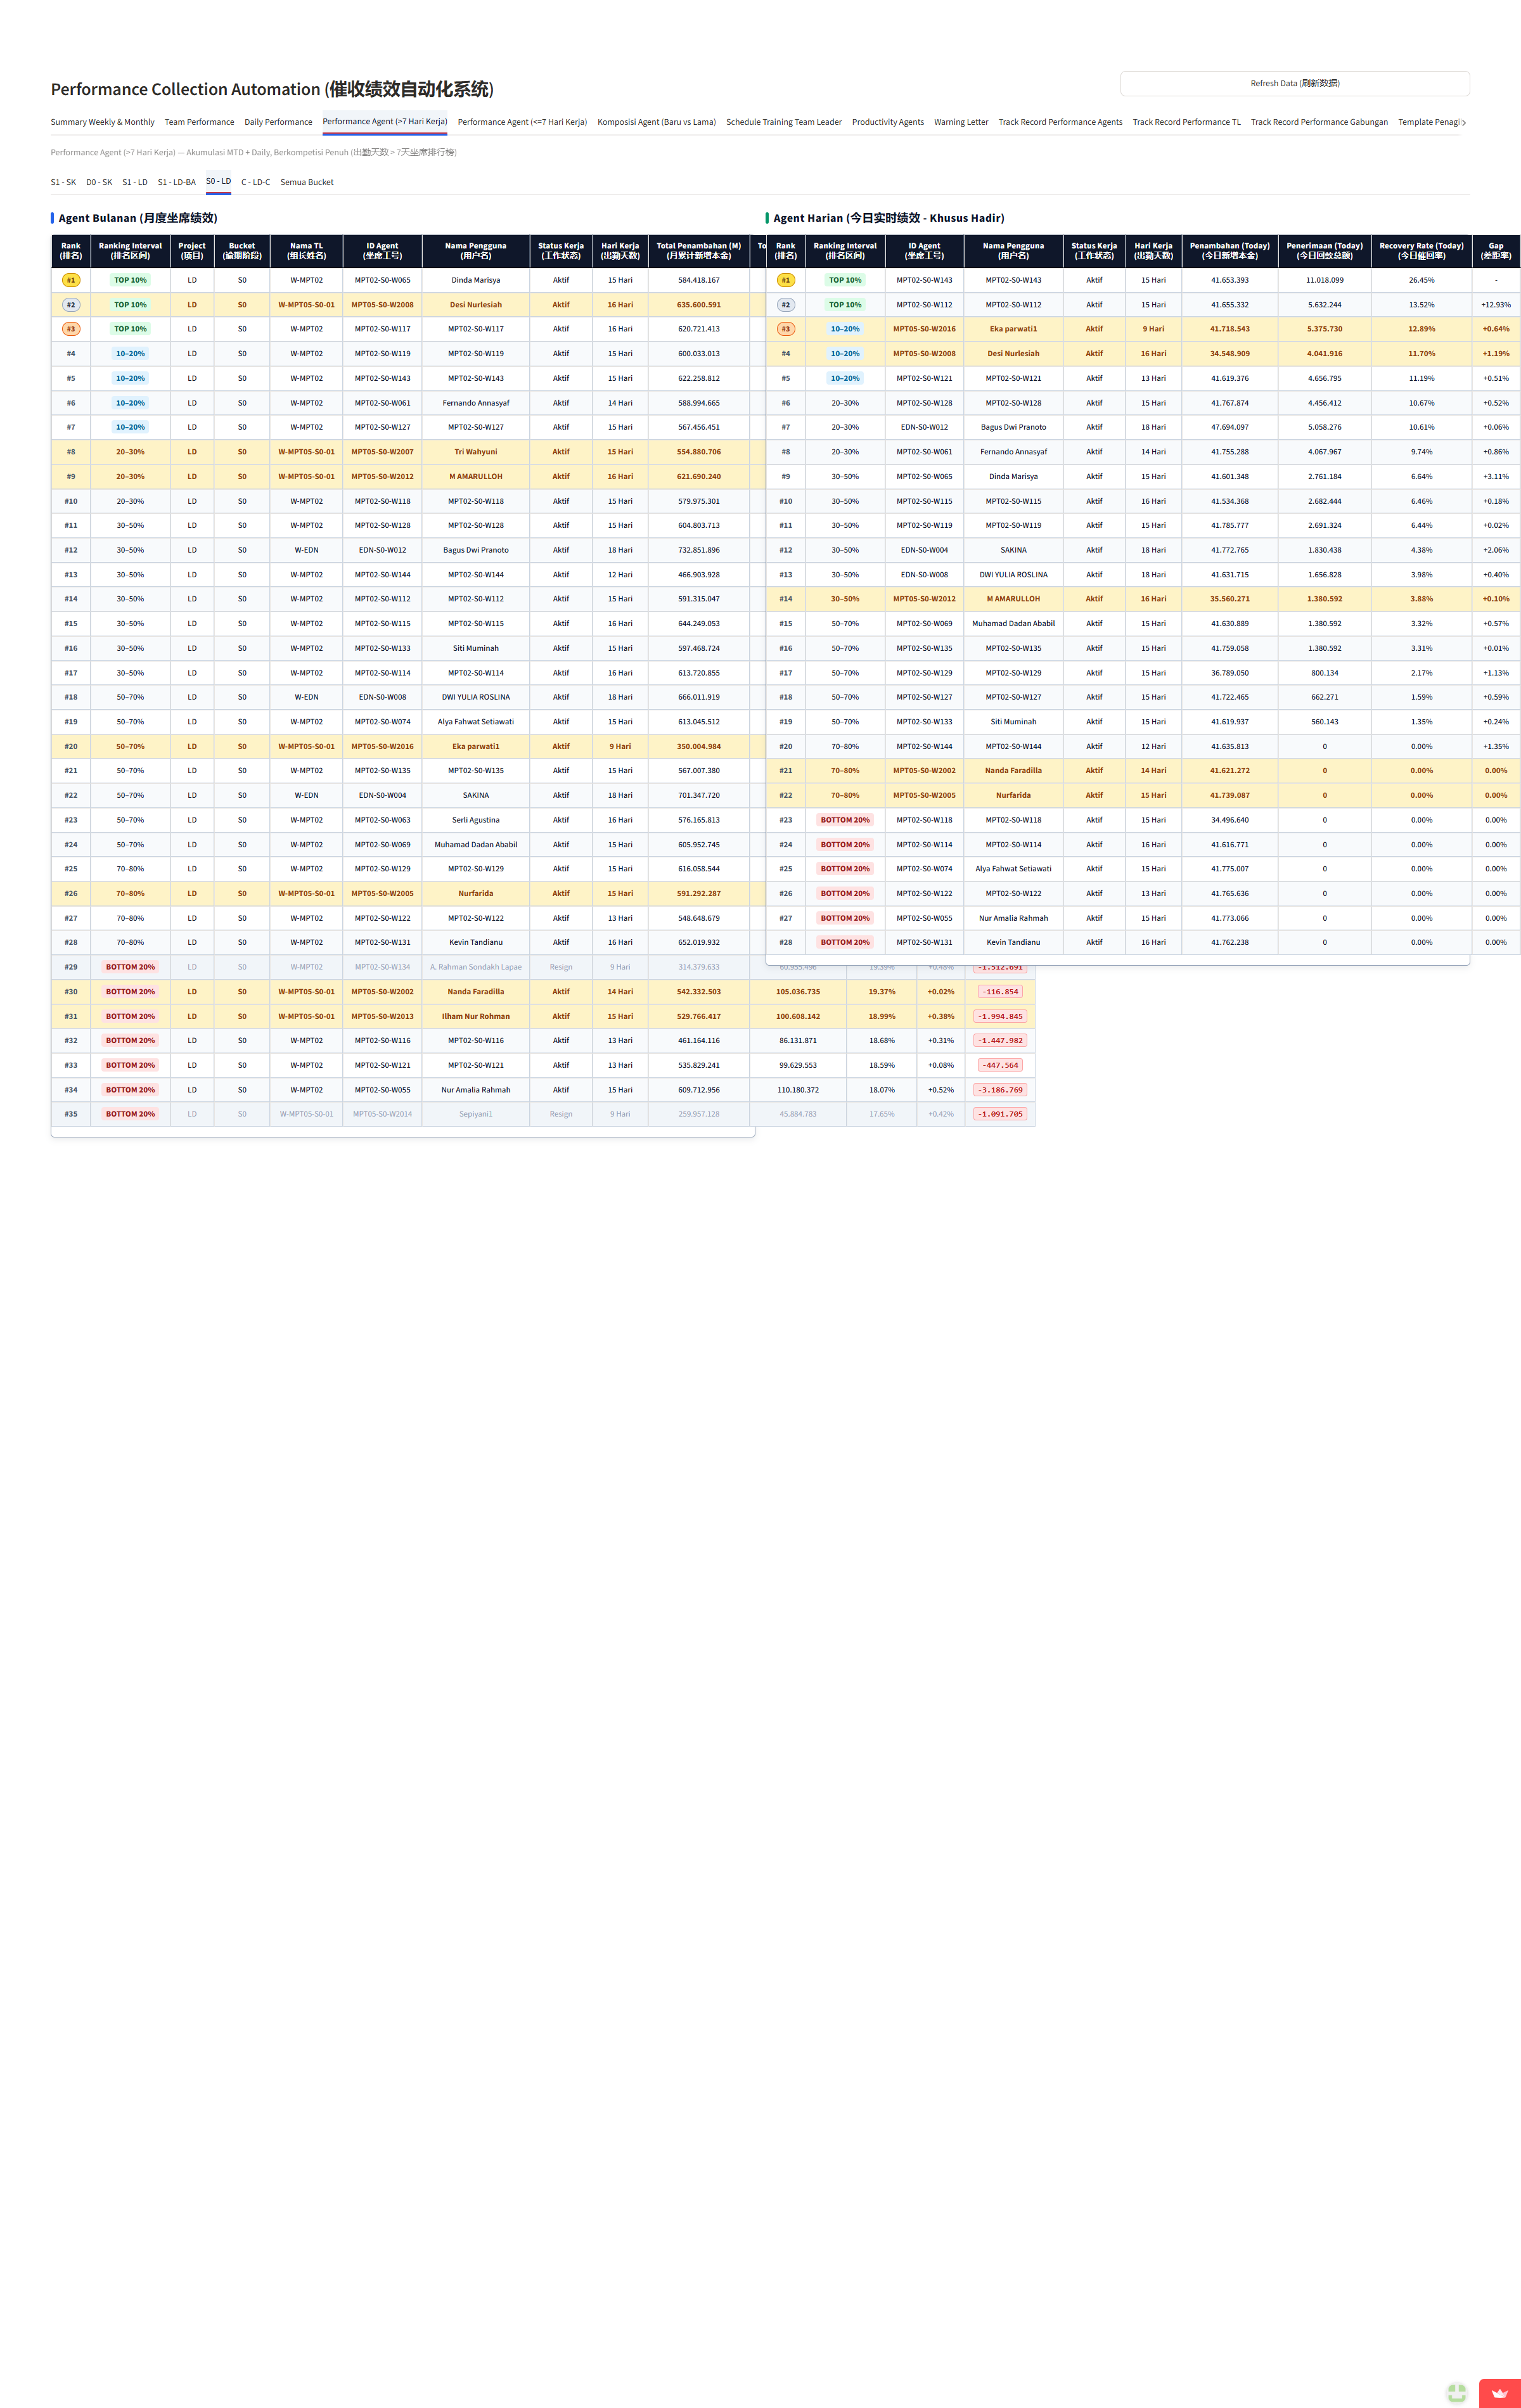 Performance Collection Automation (催收绩效自动化系统)
Refresh Data (刷新数据)
Summary Weekly & Monthly Team Performance Daily Performance Performance Agent (>7 Hari Kerja) Performance Agent (<=7 Hari Kerja) Komposisi Agent (Baru vs Lama) Schedule Training Team Leader Productivity Agents Warning Letter Track Record Performance Agents Track Record Performance TL Track Record Performance Gabungan Template Penagi
Performance Agent (>7 Hari Kerja) — Akumulasi MTD + Daily, Berkompetisi Penuh (出勤天数 > 7天坐席排行榜)
S1 - SK D0 - SK S1 - LD S1 - LD-BA S0 - LD C - LD-C Semua Bucket
Agent Bulanan (月度坐席绩效)
Rank Ranking Interval Project Bucket Nama TL ID Agent Nama Pengguna Status Kerja Hari Kerja Total Penambahan (M) To
(排名) (排名区间) (项目) (逾期阶段) (组长姓名) (坐席工号) (用户名) (工作状态) (出勤天数) (月累计新增本金)
#1 TOP 10% LD S0 W-MPT02 MPT02-S0-W065 Dinda Marisya Aktif 15 Hari 584.418.167
#2 TOP 10% LD S0 W-MPT05-S0-01 MPT05-S0-W2008 Desi Nurlesiah Aktif 16 Hari 635.600.591
#3 TOP 10% LD S0 W-MPT02 MPT02-S0-W117 MPT02-S0-W117 Aktif 16 Hari 620.721.413
#4 10–20% LD S0 W-MPT02 MPT02-S0-W119 MPT02-S0-W119 Aktif 15 Hari 600.033.013
#5 10–20% LD S0 W-MPT02 MPT02-S0-W143 MPT02-S0-W143 Aktif 15 Hari 622.258.812
#6 10–20% LD S0 W-MPT02 MPT02-S0-W061 Fernando Annasyaf Aktif 14 Hari 588.994.665
#7 10–20% LD S0 W-MPT02 MPT02-S0-W127 MPT02-S0-W127 Aktif 15 Hari 567.456.451
#8 20–30% LD S0 W-MPT05-S0-01 MPT05-S0-W2007 Tri Wahyuni Aktif 15 Hari 554.880.706
#9 20–30% LD S0 W-MPT05-S0-01 MPT05-S0-W2012 M AMARULLOH Aktif 16 Hari 621.690.240
#10 20–30% LD S0 W-MPT02 MPT02-S0-W118 MPT02-S0-W118 Aktif 15 Hari 579.975.301
#11 30–50% LD S0 W-MPT02 MPT02-S0-W128 MPT02-S0-W128 Aktif 15 Hari 604.803.713
#12 30–50% LD S0 W-EDN EDN-S0-W012 Bagus Dwi Pranoto Aktif 18 Hari 732.851.896
#13 30–50% LD S0 W-MPT02 MPT02-S0-W144 MPT02-S0-W144 Aktif 12 Hari 466.903.928
#14 30–50% LD S0 W-MPT02 MPT02-S0-W112 MPT02-S0-W112 Aktif 15 Hari 591.315.047
#15 30–50% LD S0 W-MPT02 MPT02-S0-W115 MPT02-S0-W115 Aktif 16 Hari 644.249.053
#16 30–50% LD S0 W-MPT02 MPT02-S0-W133 Siti Muminah Aktif 15 Hari 597.468.724
#17 30–50% LD S0 W-MPT02 MPT02-S0-W114 MPT02-S0-W114 Aktif 16 Hari 613.720.855
#18 50–70% LD S0 W-EDN EDN-S0-W008 DWI YULIA ROSLINA Aktif 18 Hari 666.011.919
#19 50–70% LD S0 W-MPT02 MPT02-S0-W074 Alya Fahwat Setiawati Aktif 15 Hari 613.045.512
#20 50–70% LD S0 W-MPT05-S0-01 MPT05-S0-W2016 Eka parwati1 Aktif 9 Hari 350.004.984
#21 50–70% LD S0 W-MPT02 MPT02-S0-W135 MPT02-S0-W135 Aktif 15 Hari 567.007.380
#22 50–70% LD S0 W-EDN EDN-S0-W004 SAKINA Aktif 18 Hari 701.347.720
#23 50–70% LD S0 W-MPT02 MPT02-S0-W063 Serli Agustina Aktif 16 Hari 576.165.813
#24 50–70% LD S0 W-MPT02 MPT02-S0-W069 Muhamad Dadan Ababil Aktif 15 Hari 605.952.745
#25 70–80% LD S0 W-MPT02 MPT02-S0-W129 MPT02-S0-W129 Aktif 15 Hari 616.058.544
#26 70–80% LD S0 W-MPT05-S0-01 MPT05-S0-W2005 Nurfarida Aktif 15 Hari 591.292.287
#27 70–80% LD S0 W-MPT02 MPT02-S0-W122 MPT02-S0-W122 Aktif 13 Hari 548.648.679
#28 70–80% LD S0 W-MPT02 MPT02-S0-W131 Kevin Tandianu Aktif 16 Hari 652.019.932
#29 BOTTOM 20% LD S0 W-MPT02 MPT02-S0-W134 A. Rahman Sondakh Lapae Resign 9 Hari 314.379.633 60.955.496 19.39% +0.48% -1.512.691
#30 BOTTOM 20% LD S0 W-MPT05-S0-01 MPT05-S0-W2002 Nanda Faradilla Aktif 14 Hari 542.332.503 105.036.735 19.37% +0.02% -116.854
#31 BOTTOM 20% LD S0 W-MPT05-S0-01 MPT05-S0-W2013 Ilham Nur Rohman Aktif 15 Hari 529.766.417 100.608.142 18.99% +0.38% -1.994.845
#32 BOTTOM 20% LD S0 W-MPT02 MPT02-S0-W116 MPT02-S0-W116 Aktif 13 Hari 461.164.116 86.131.871 18.68% +0.31% -1.447.982
#33 BOTTOM 20% LD S0 W-MPT02 MPT02-S0-W121 MPT02-S0-W121 Aktif 13 Hari 535.829.241 99.629.553 18.59% +0.08% -447.564
#34 BOTTOM 20% LD S0 W-MPT02 MPT02-S0-W055 Nur Amalia Rahmah Aktif 15 Hari 609.712.956 110.180.372 18.07% +0.52% -3.186.769
#35 BOTTOM 20% LD S0 W-MPT05-S0-01 MPT05-S0-W2014 Sepiyani1 Resign 9 Hari 259.957.128 45.884.783 17.65% +0.42% -1.091.705
Agent Harian (今日实时绩效 - Khusus Hadir)
Rank Ranking Interval ID Agent Nama Pengguna Status Kerja Hari Kerja Penambahan (Today) Penerimaan (Today) Recovery Rate (Today) Gap
(排名) (排名区间) (坐席工号) (用户名) (工作状态) (出勤天数) (今日新增本金) (今日回款总额) (今日催回率) (差距率)
#1 TOP 10% MPT02-S0-W143 MPT02-S0-W143 Aktif 15 Hari 41.653.393 11.018.099 26.45% -
#2 TOP 10% MPT02-S0-W112 MPT02-S0-W112 Aktif 15 Hari 41.655.332 5.632.244 13.52% +12.93%
#3 10–20% MPT05-S0-W2016 Eka parwati1 Aktif 9 Hari 41.718.543 5.375.730 12.89% +0.64%
#4 10–20% MPT05-S0-W2008 Desi Nurlesiah Aktif 16 Hari 34.548.909 4.041.916 11.70% +1.19%
#5 10–20% MPT02-S0-W121 MPT02-S0-W121 Aktif 13 Hari 41.619.376 4.656.795 11.19% +0.51%
#6 20–30% MPT02-S0-W128 MPT02-S0-W128 Aktif 15 Hari 41.767.874 4.456.412 10.67% +0.52%
#7 20–30% EDN-S0-W012 Bagus Dwi Pranoto Aktif 18 Hari 47.694.097 5.058.276 10.61% +0.06%
#8 20–30% MPT02-S0-W061 Fernando Annasyaf Aktif 14 Hari 41.755.288 4.067.967 9.74% +0.86%
#9 30–50% MPT02-S0-W065 Dinda Marisya Aktif 15 Hari 41.601.348 2.761.184 6.64% +3.11%
#10 30–50% MPT02-S0-W115 MPT02-S0-W115 Aktif 16 Hari 41.534.368 2.682.444 6.46% +0.18%
#11 30–50% MPT02-S0-W119 MPT02-S0-W119 Aktif 15 Hari 41.785.777 2.691.324 6.44% +0.02%
#12 30–50% EDN-S0-W004 SAKINA Aktif 18 Hari 41.772.765 1.830.438 4.38% +2.06%
#13 30–50% EDN-S0-W008 DWI YULIA ROSLINA Aktif 18 Hari 41.631.715 1.656.828 3.98% +0.40%
#14 30–50% MPT05-S0-W2012 M AMARULLOH Aktif 16 Hari 35.560.271 1.380.592 3.88% +0.10%
#15 50–70% MPT02-S0-W069 Muhamad Dadan Ababil Aktif 15 Hari 41.630.889 1.380.592 3.32% +0.57%
#16 50–70% MPT02-S0-W135 MPT02-S0-W135 Aktif 15 Hari 41.759.058 1.380.592 3.31% +0.01%
#17 50–70% MPT02-S0-W129 MPT02-S0-W129 Aktif 15 Hari 36.789.050 800.134 2.17% +1.13%
#18 50–70% MPT02-S0-W127 MPT02-S0-W127 Aktif 15 Hari 41.722.465 662.271 1.59% +0.59%
#19 50–70% MPT02-S0-W133 Siti Muminah Aktif 15 Hari 41.619.937 560.143 1.35% +0.24%
#20 70–80% MPT02-S0-W144 MPT02-S0-W144 Aktif 12 Hari 41.635.813 0 0.00% +1.35%
#21 70–80% MPT05-S0-W2002 Nanda Faradilla Aktif 14 Hari 41.621.272 0 0.00% 0.00%
#22 70–80% MPT05-S0-W2005 Nurfarida Aktif 15 Hari 41.739.087 0 0.00% 0.00%
#23 BOTTOM 20% MPT02-S0-W118 MPT02-S0-W118 Aktif 15 Hari 34.496.640 0 0.00% 0.00%
#24 BOTTOM 20% MPT02-S0-W114 MPT02-S0-W114 Aktif 16 Hari 41.616.771 0 0.00% 0.00%
#25 BOTTOM 20% MPT02-S0-W074 Alya Fahwat Setiawati Aktif 15 Hari 41.775.007 0 0.00% 0.00%
#26 BOTTOM 20% MPT02-S0-W122 MPT02-S0-W122 Aktif 13 Hari 41.765.636 0 0.00% 0.00%
#27 BOTTOM 20% MPT02-S0-W055 Nur Amalia Rahmah Aktif 15 Hari 41.773.066 0 0.00% 0.00%
#28 BOTTOM 20% MPT02-S0-W131 Kevin Tandianu Aktif 16 Hari 41.762.238 0 0.00% 0.00%